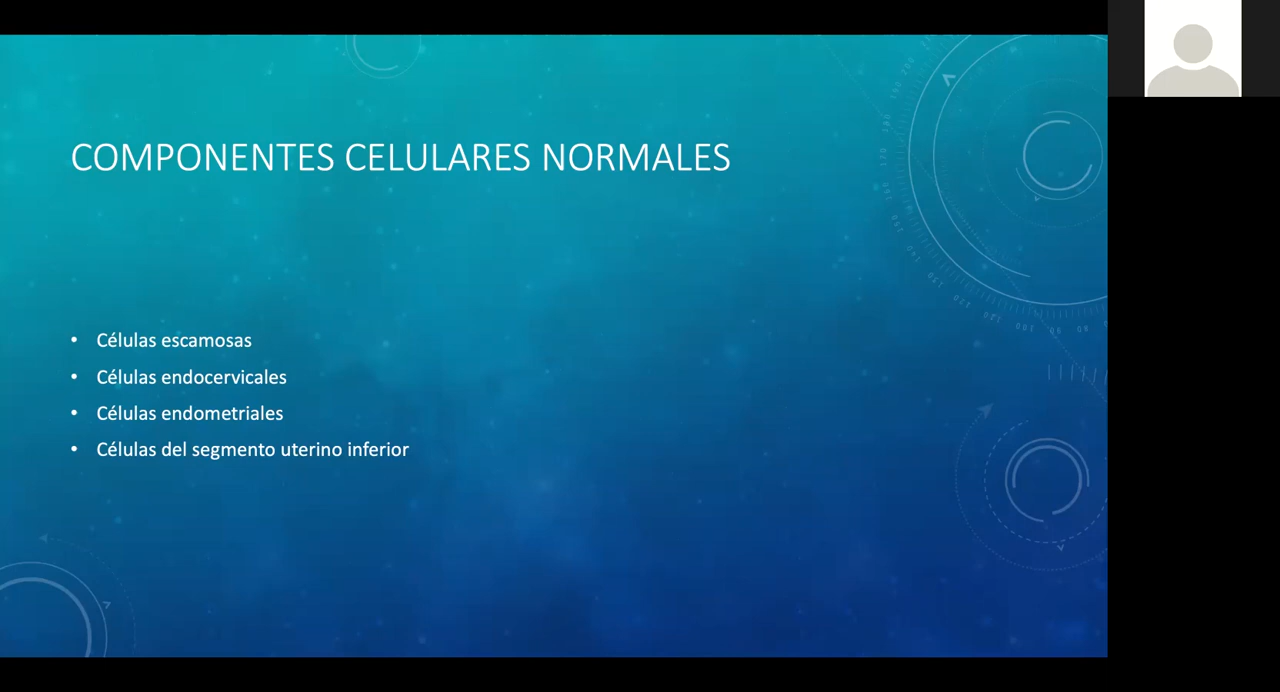 COMPONENTES CELULARES NORMALES
• Células escamosas
• Células endocervicales
• Células endometriales
• Células del segmento uterino inferior